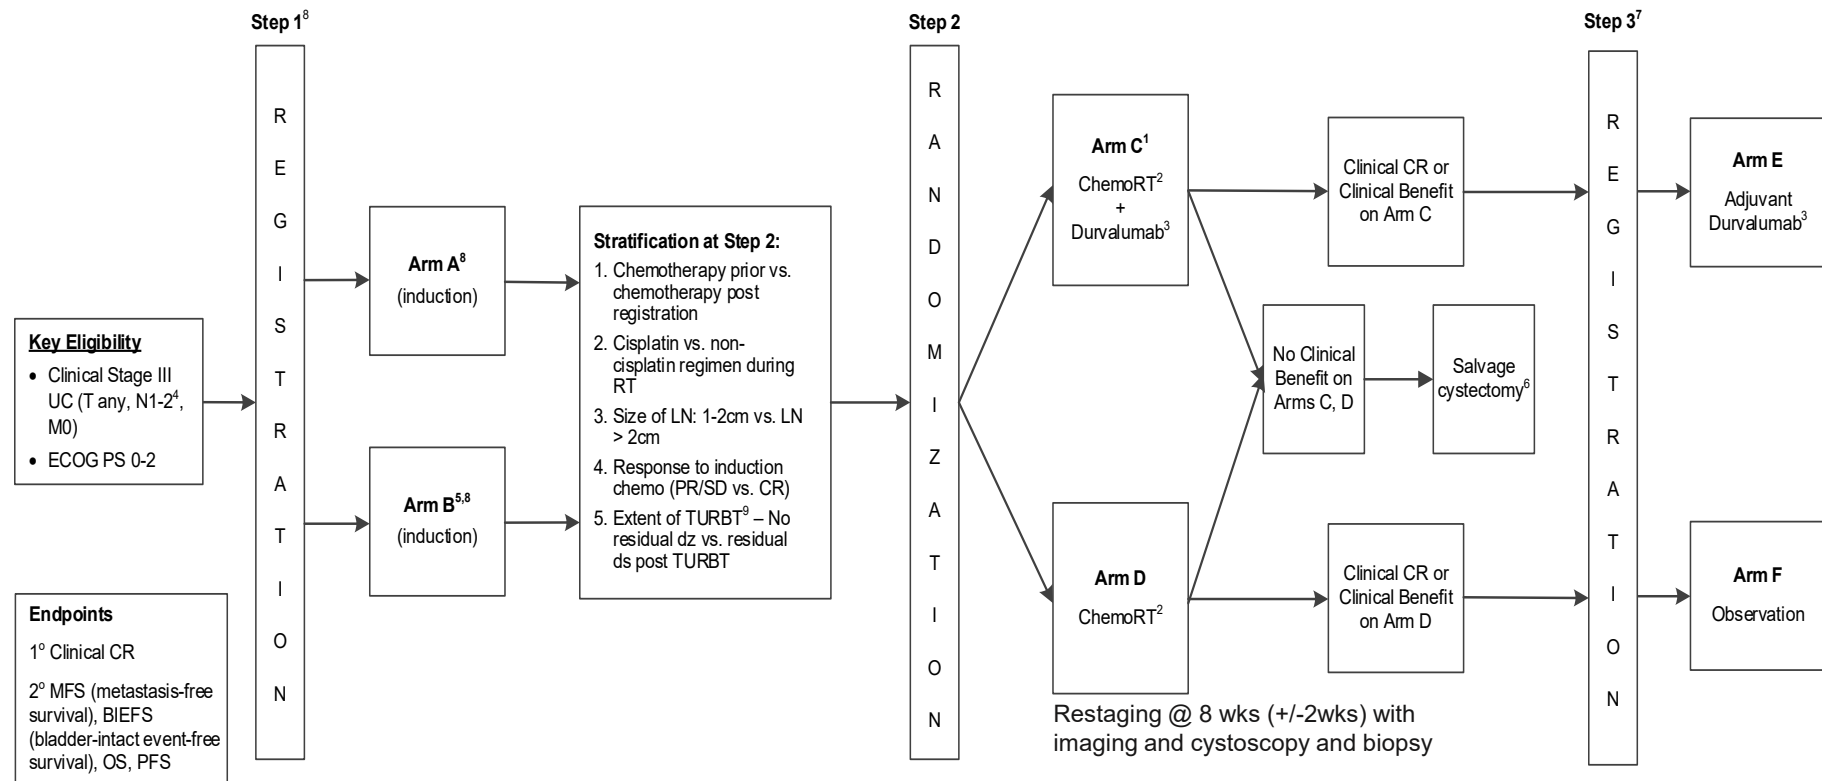 Step 1⁸
R
E
G
I
S
T
R
A
T
I
O
N
Key Eligibility
• Clinical Stage III
UC (T any, N1-2⁴,
M0)
• ECOG PS 0-2
Endpoints
1° Clinical CR
2° MFS (metastasis-free
survival), BIEFS
(bladder-intact event-free
survival), OS, PFS
Arm A⁸
(induction)
Arm B⁵,⁸
(induction)
Stratification at Step 2:
1. Chemotherapy prior vs.
chemotherapy post
registration
2. Cisplatin vs. non-
cisplatin regimen during
RT
3. Size of LN: 1-2cm vs. LN
> 2cm
4. Response to induction
chemo (PR/SD vs. CR)
5. Extent of TURBT⁹ – No
residual dz vs. residual
ds post TURBT
Step 2
R
A
N
D
O
M
I
Z
A
T
I
O
N
Arm C¹
ChemoRT²
+
Durvalumab³
Arm D
ChemoRT²
Restaging @ 8 wks (+/-2wks) with
imaging and cystoscopy and biopsy
Clinical CR or
Clinical Benefit
on Arm C
No Clinical
Benefit on
Arms C, D
Salvage
cystectomy⁶
Clinical CR or
Clinical Benefit
on Arm D
Step 3⁷
R
E
G
I
S
T
R
A
T
I
O
N
Arm E
Adjuvant
Durvalumab³
Arm F
Observation